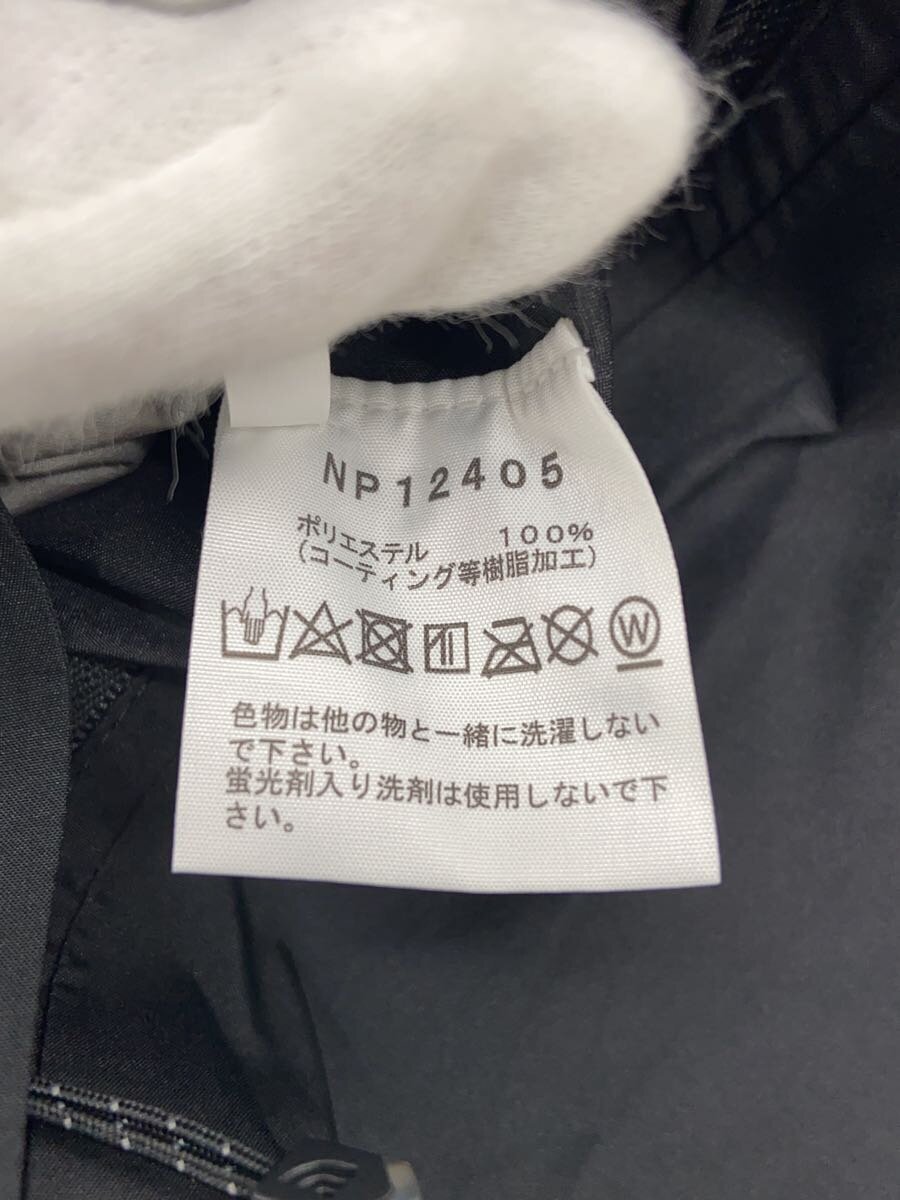 NP12405
ポリエステル 100%
(コーティング等樹脂加工)
W
色物は他の物と一緒に洗濯しない
で下さい。
蛍光剤入り洗剤は使用しないで下
さい。